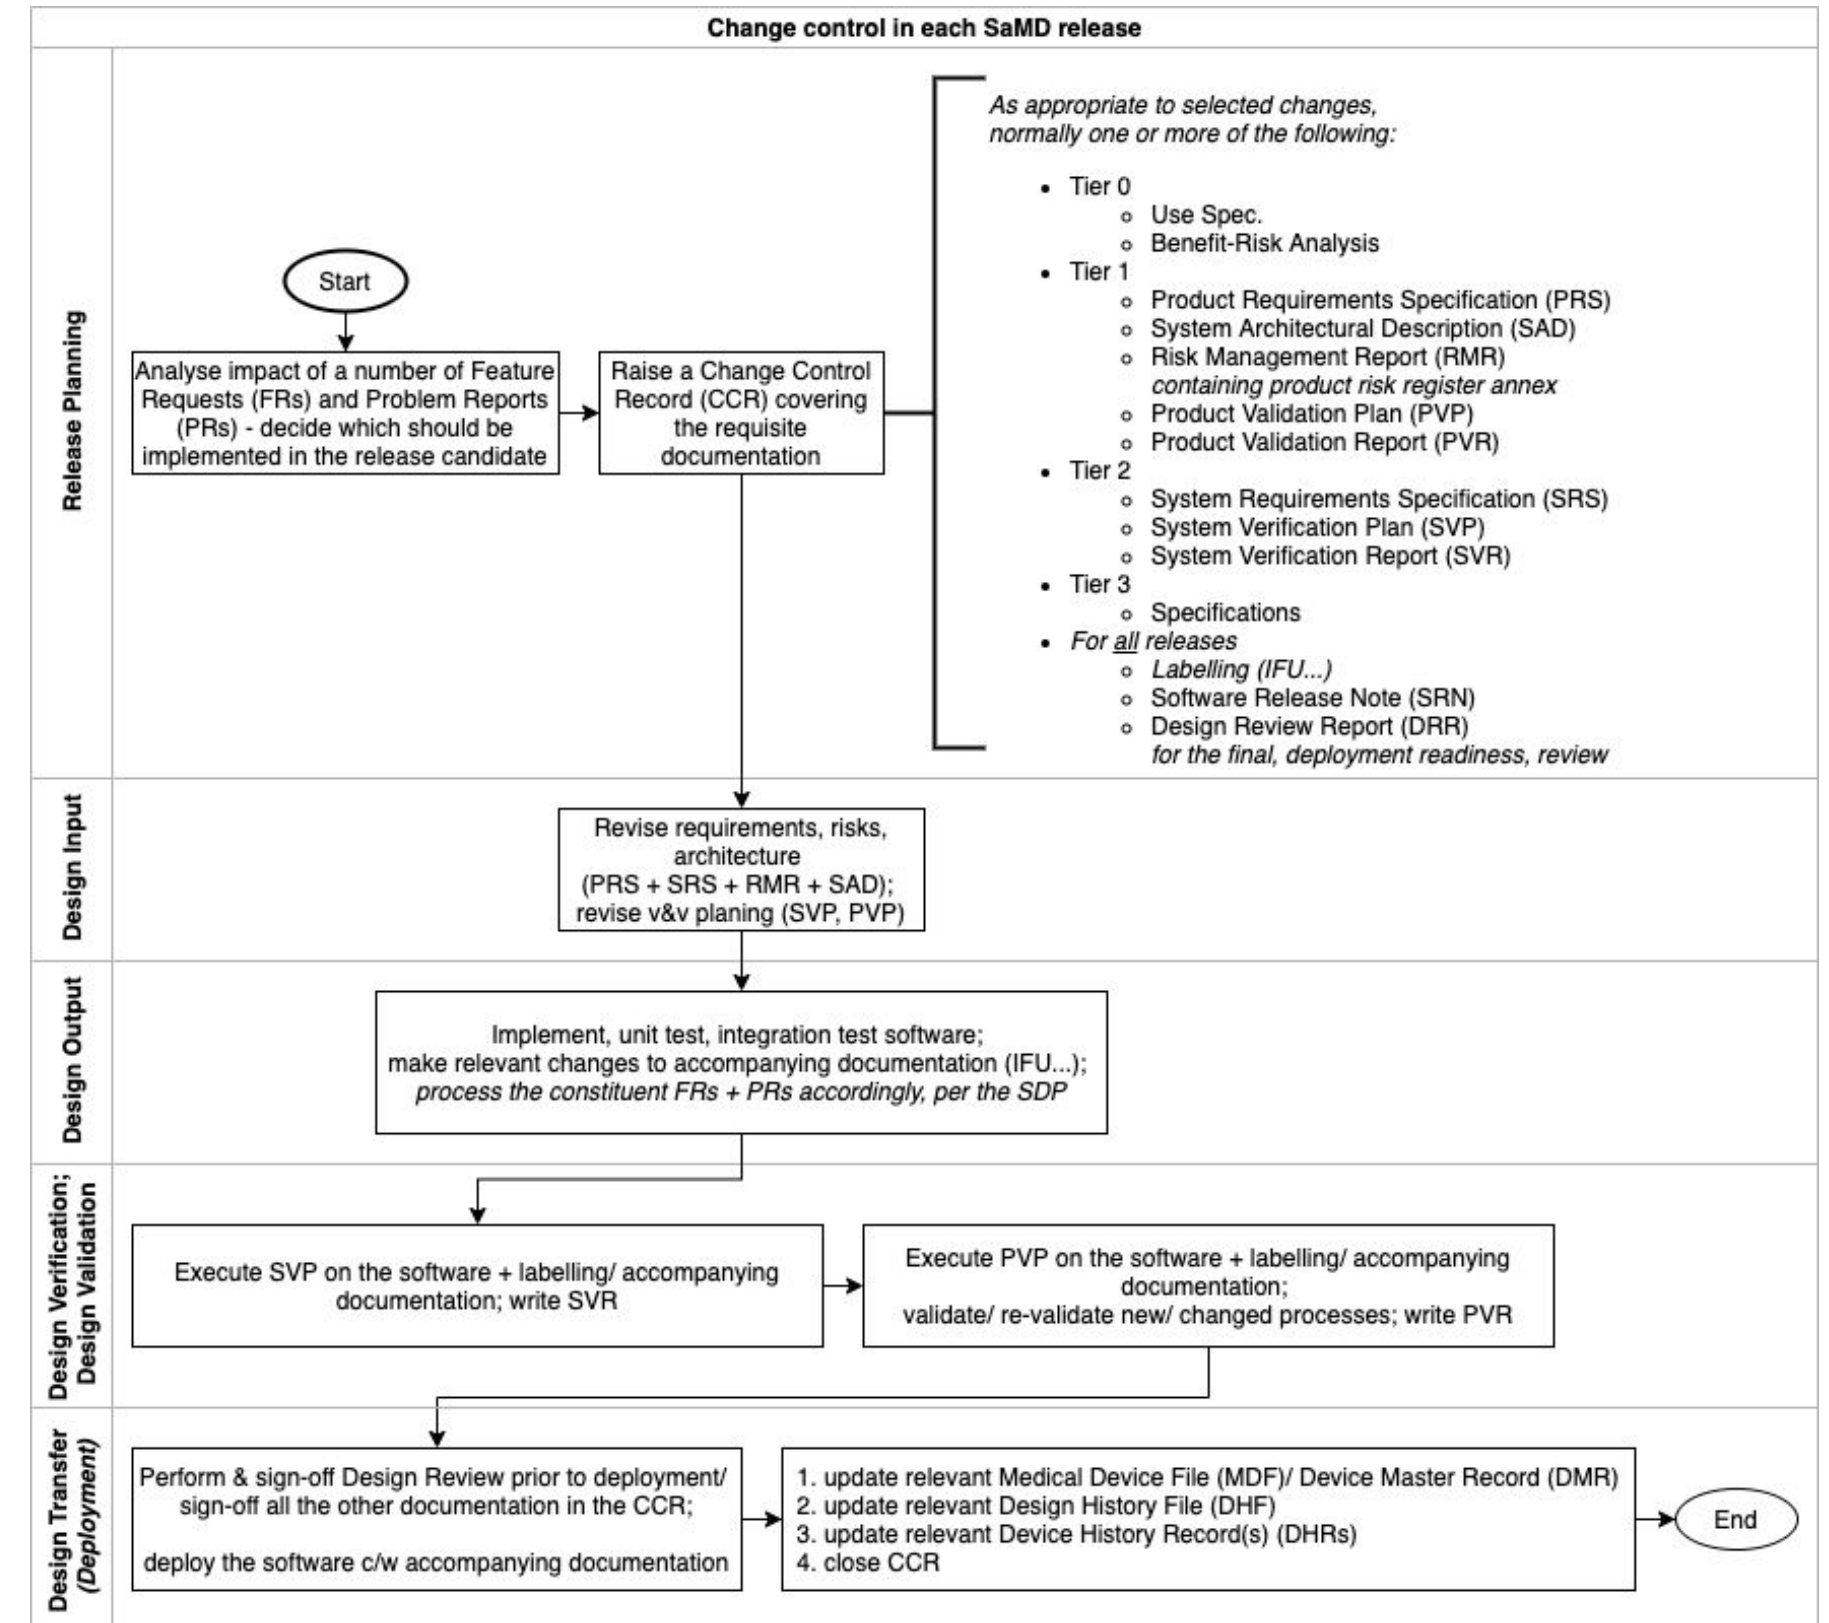 Change control in each SaMD release
Release Planning
Start
Analyse impact of a number of Feature
Requests (FRs) and Problem Reports
(PRs) - decide which should be
implemented in the release candidate
Raise a Change Control
Record (CCR) covering
the requisite
documentation
As appropriate to selected changes,
normally one or more of the following:
• Tier 0
◦ Use Spec.
◦ Benefit-Risk Analysis
• Tier 1
◦ Product Requirements Specification (PRS)
◦ System Architectural Description (SAD)
◦ Risk Management Report (RMR)
containing product risk register annex
◦ Product Validation Plan (PVP)
◦ Product Validation Report (PVR)
• Tier 2
◦ System Requirements Specification (SRS)
◦ System Verification Plan (SVP)
◦ System Verification Report (SVR)
• Tier 3
◦ Specifications
• For all releases
◦ Labelling (IFU...)
◦ Software Release Note (SRN)
◦ Design Review Report (DRR)
for the final, deployment readiness, review
Design Input
Revise requirements, risks,
architecture
(PRS + SRS + RMR + SAD);
revise v&v planing (SVP, PVP)
Design Output
Implement, unit test, integration test software;
make relevant changes to accompanying documentation (IFU...);
process the constituent FRs + PRs accordingly, per the SDP
Design Verification;
Design Validation
Execute SVP on the software + labelling/ accompanying
documentation; write SVR
Execute PVP on the software + labelling/ accompanying
documentation;
validate/ re-validate new/ changed processes; write PVR
Design Transfer
(Deployment)
Perform & sign-off Design Review prior to deployment/
sign-off all the other documentation in the CCR;
deploy the software c/w accompanying documentation
1. update relevant Medical Device File (MDF)/ Device Master Record (DMR)
2. update relevant Design History File (DHF)
3. update relevant Device History Record(s) (DHRs)
4. close CCR
End